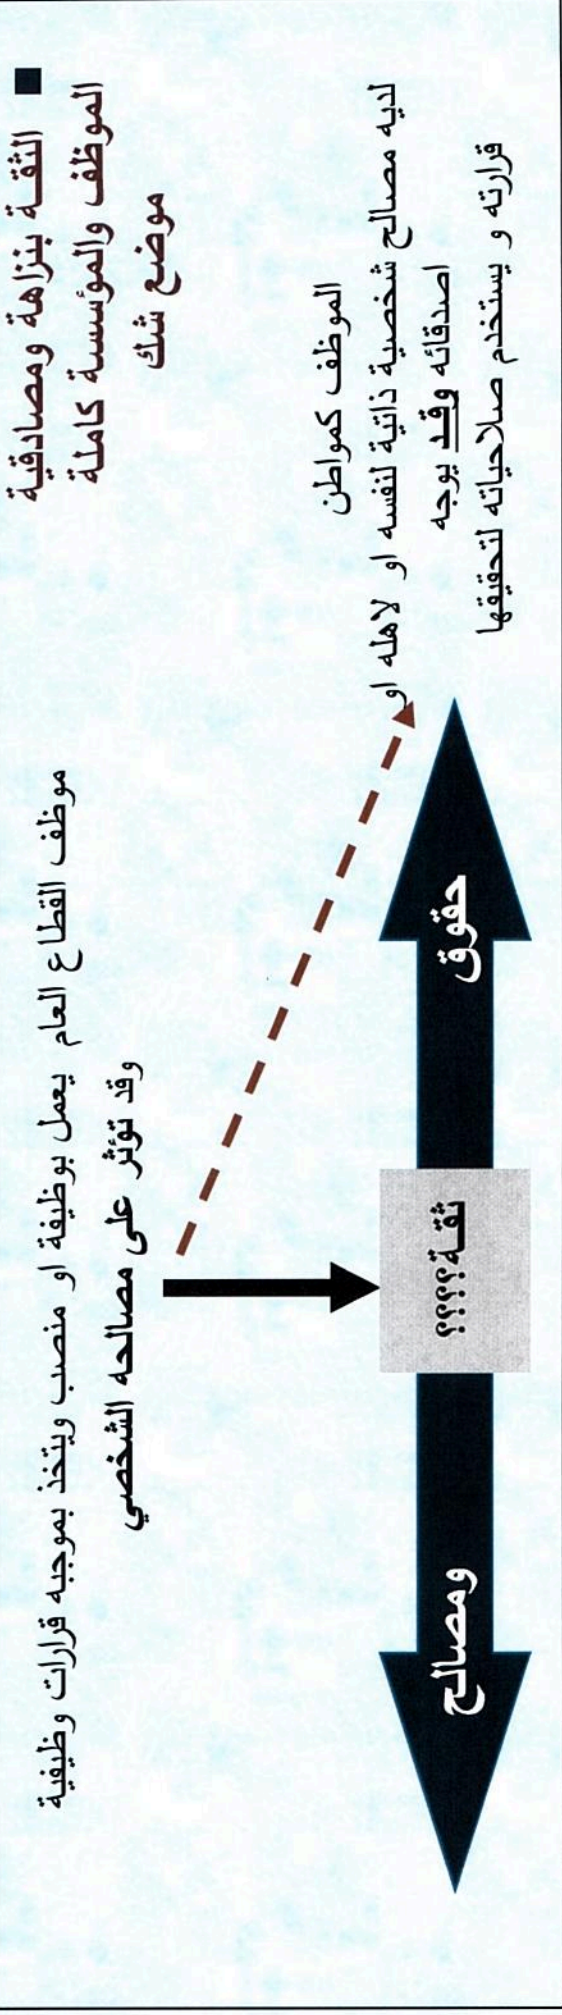 الثقة بنزاهة ومصادقية
الموظف والمؤسسة كاملة
موضع شك
موظف القطاع العام يعمل بوظيفة او منصب ويتخذ بموجبه قرارات وظيفية
وقد تؤثر على مصالحه الشخصي
الموظف كمواطن
لديه مصالح شخصية ذاتية لنفسه او لاهله او
اصدقائه وقد يوجه
قرارته و يستخدم صلاحياته لتحقيقها
حقوق
ثقة؟؟؟؟
ومصالح